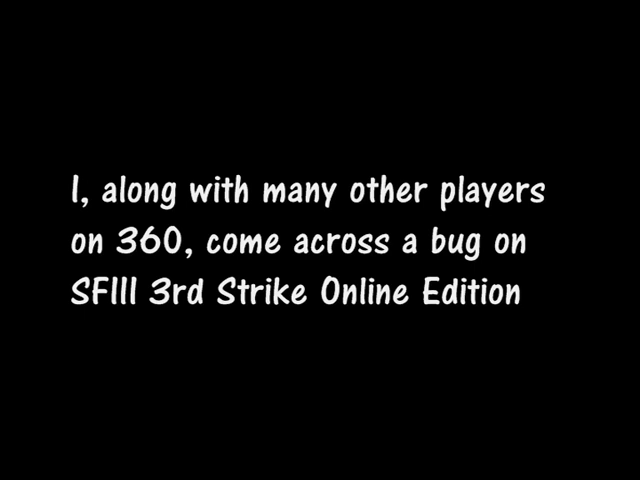 I, along with many other players
on 360, come across a bug on
SFIII 3rd Strike Online Edition